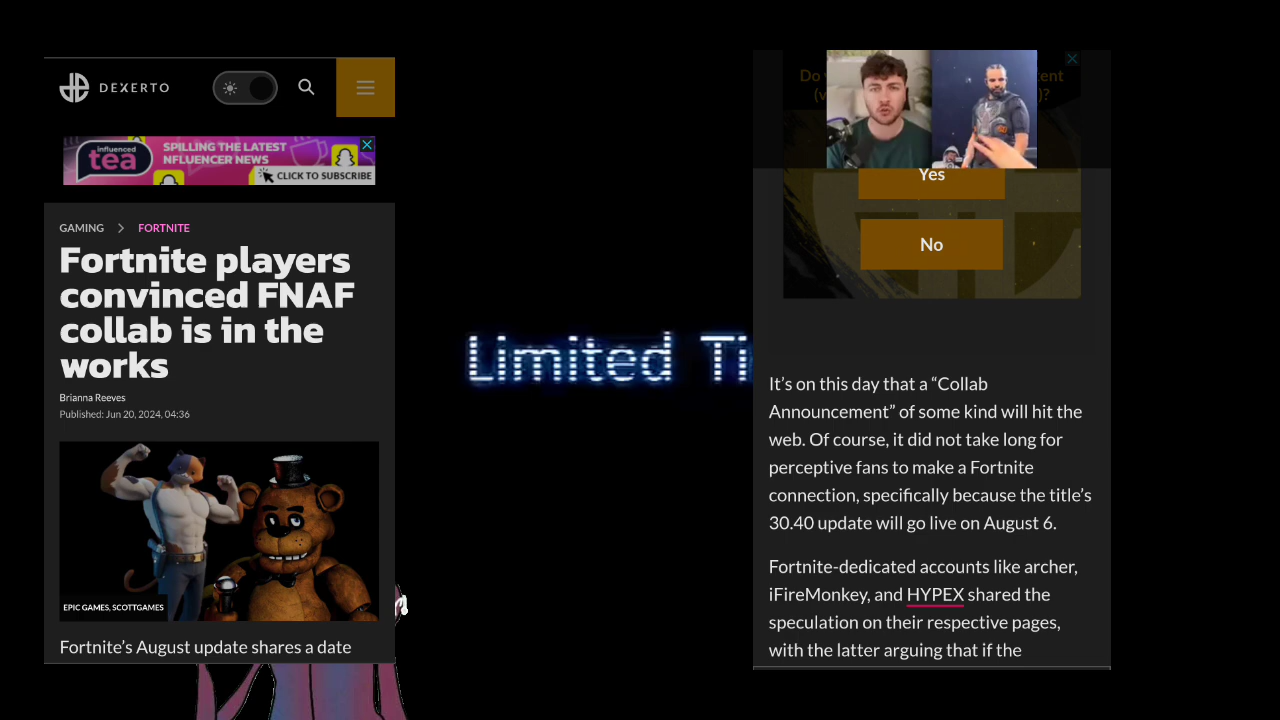 DEXERTO
influenced
tea
SPILLING THE LATEST
NFLUENCER NEWS
CLICK TO SUBSCRIBE
GAMING > FORTNITE
Fortnite players
convinced FNAF
collab is in the
works
Brianna Reeves
Published: Jun 20, 2024, 04:36
EPIC GAMES, SCOTTGAMES
Fortnite’s August update shares a date
Limited Ti
Yes
No
It’s on this day that a “Collab
Announcement” of some kind will hit the
web. Of course, it did not take long for
perceptive fans to make a Fortnite
connection, specifically because the title’s
30.40 update will go live on August 6.
Fortnite-dedicated accounts like archer,
iFireMonkey, and HYPEX shared the
speculation on their respective pages,
with the latter arguing that if the